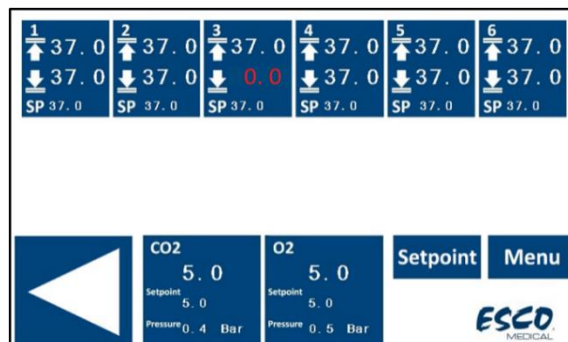 1 2 3 4 5 6
37. 0 37. 0 37. 0 37. 0 37. 0 37. 0
37. 0 37. 0 0. 0 37. 0 37. 0 37. 0
SP 37. 0 SP 37. 0 SP 37. 0 SP 37. 0 SP 37. 0 SP 37. 0
CO2
5. 0
Setpoint
5. 0
Pressure 0. 4 Bar
O2
5. 0
Setpoint
5. 0
Pressure 0. 5 Bar
Setpoint
Menu
ESCO
MEDICAL